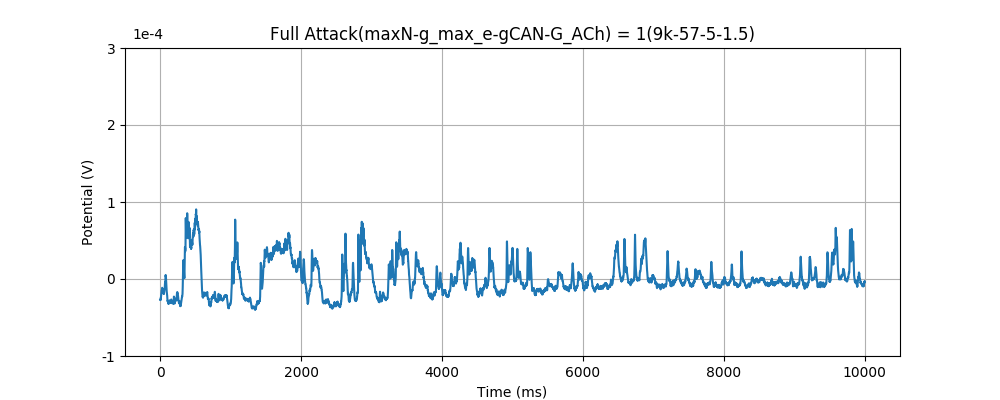 Full Attack(maxN-g_max_e-gCAN-G_ACh) = 1(9k-57-5-1.5)
1e-4
3
2
1
0
-1
Potential (V)
0 2000 4000 6000 8000 10000
Time (ms)